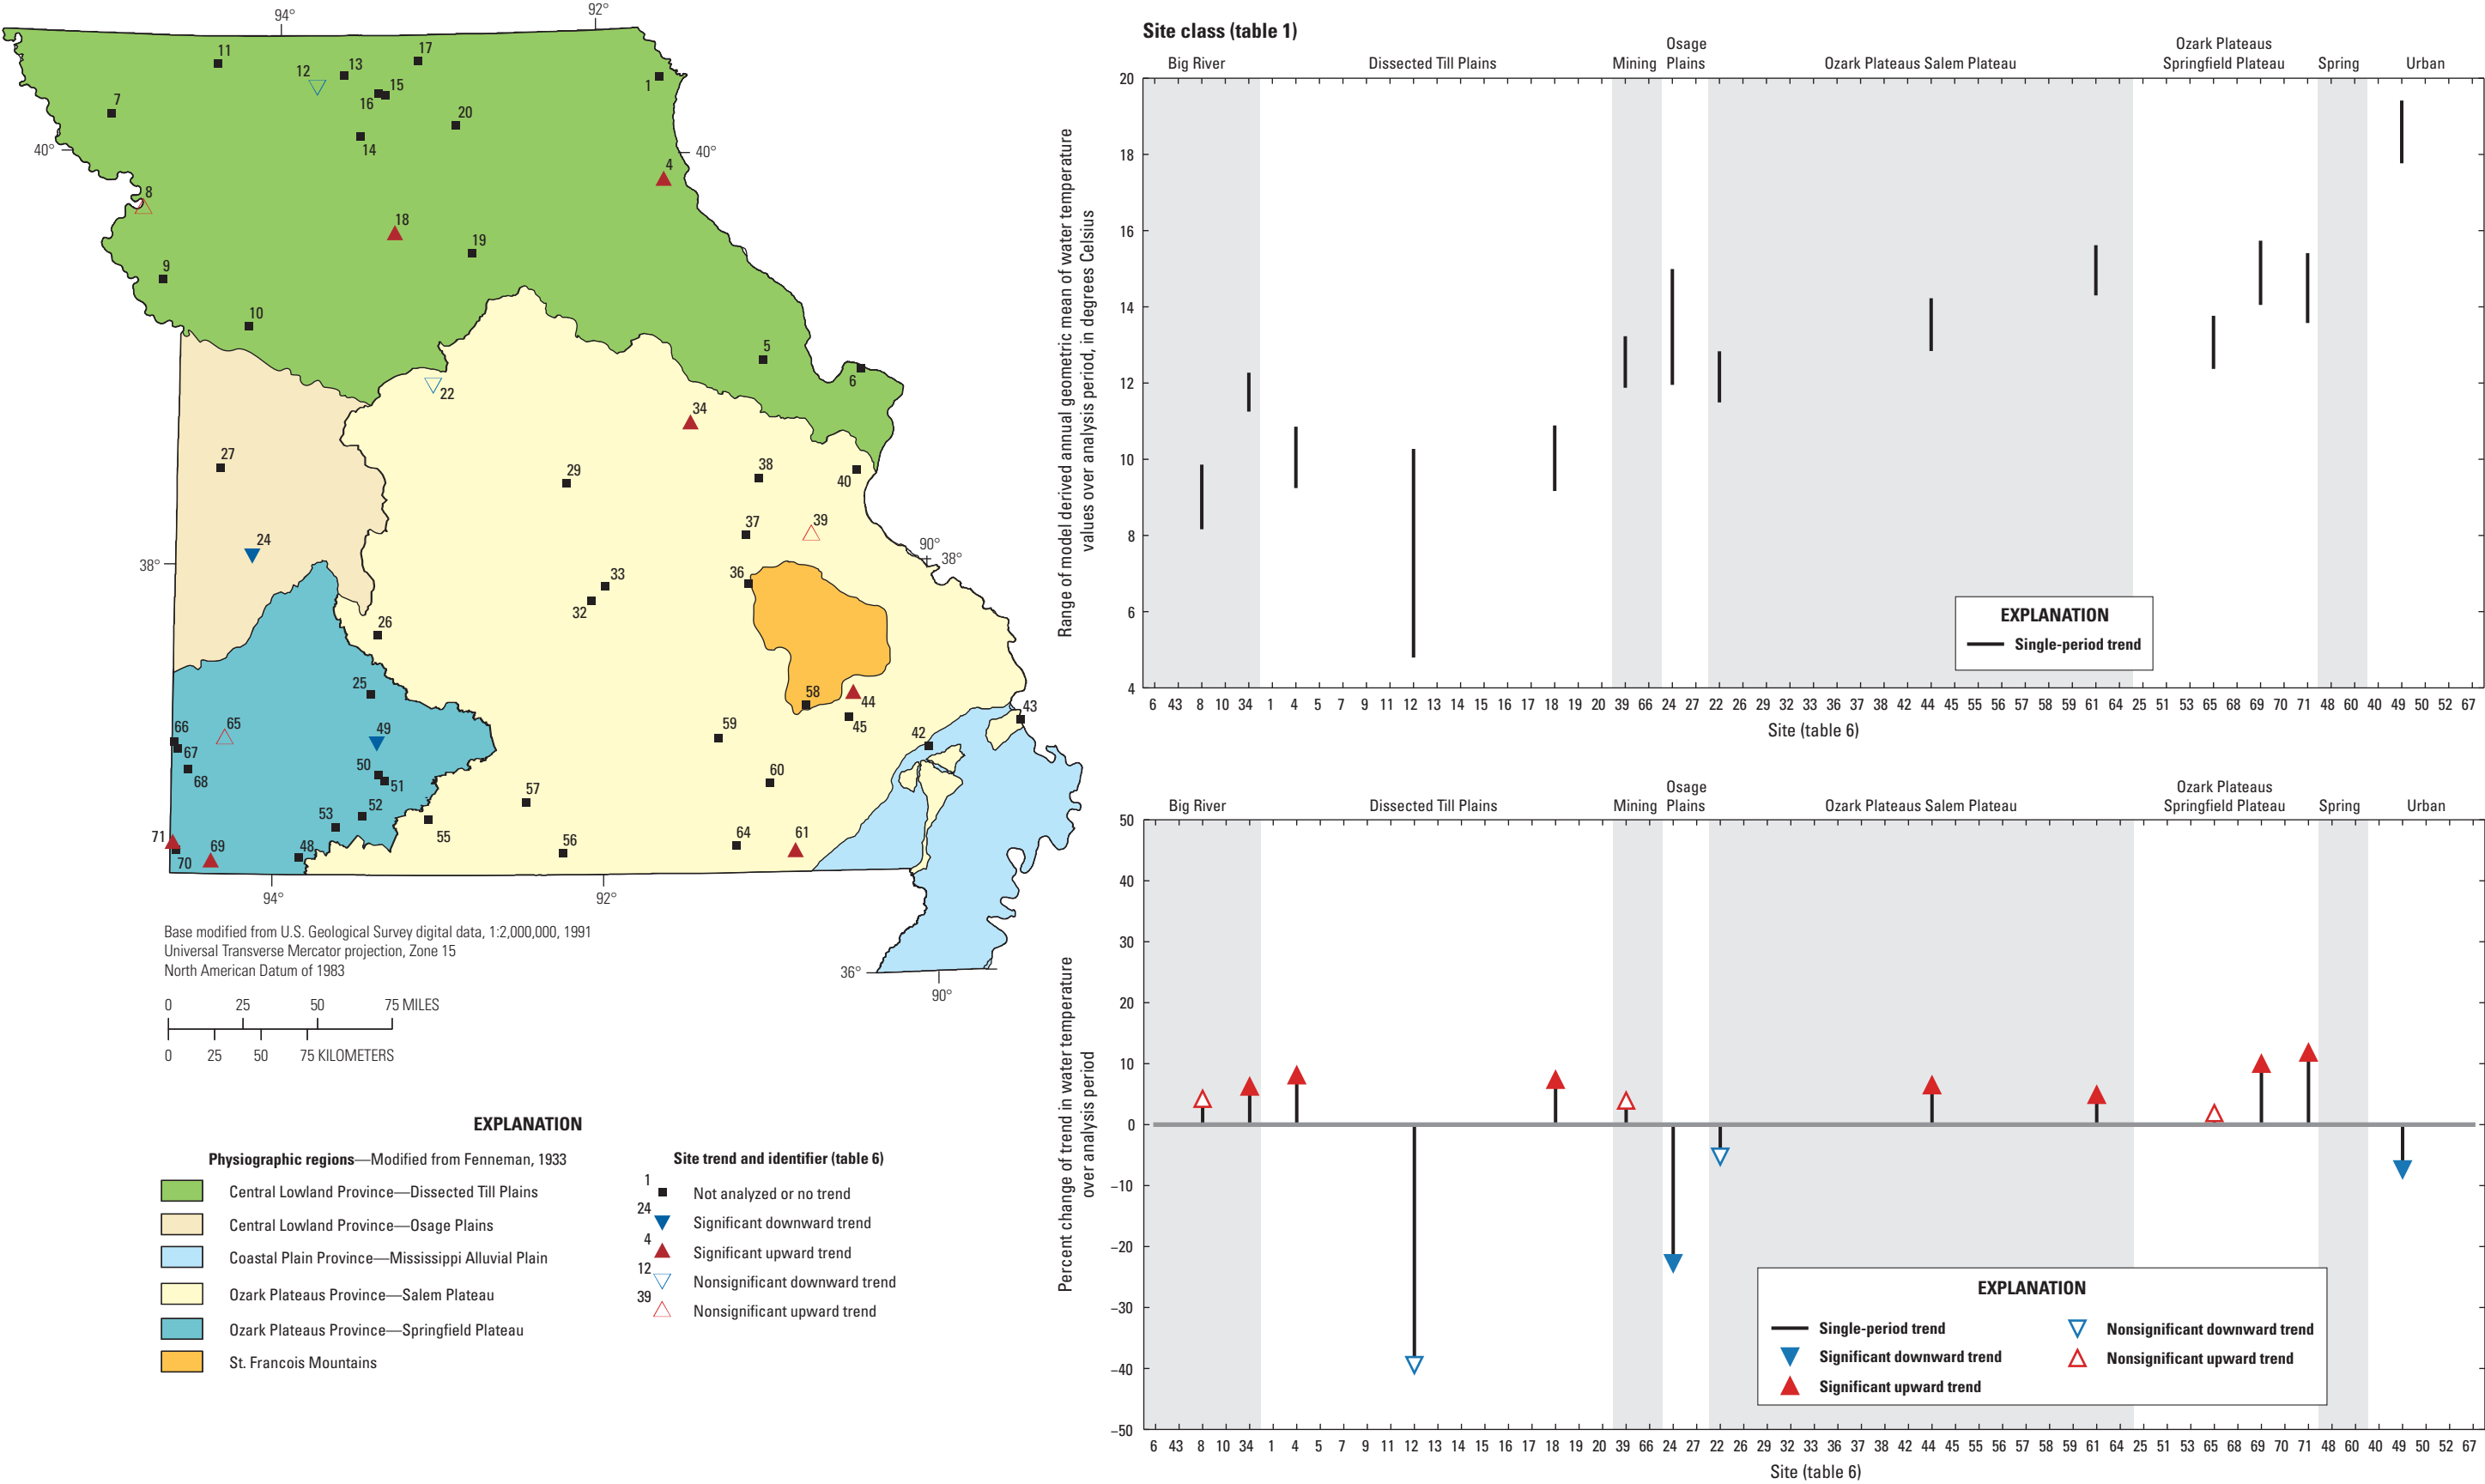 94°
92°
11
12
13
17
15
16
1
7
20
14
40°
40°
4
8
18
19
9
10
5
6
22
34
27
29
38
40
37
39
24
90°
38°
38°
33
36
32
26
25
58
44
43
66
65
49
59
45
42
67
50
60
68
51
57
53
52
55
71
69
48
56
64
61
70
94°
92°
36°
90°
Base modified from U.S. Geological Survey digital data, 1:2,000,000, 1991
Universal Transverse Mercator projection, Zone 15
North American Datum of 1983
0 25 50 75 MILES
0 25 50 75 KILOMETERS
EXPLANATION
Physiographic regions—Modified from Fenneman, 1933
Central Lowland Province—Dissected Till Plains
Central Lowland Province—Osage Plains
Coastal Plain Province—Mississippi Alluvial Plain
Ozark Plateaus Province—Salem Plateau
Ozark Plateaus Province—Springfield Plateau
St. Francois Mountains
Site trend and identifier (table 6)
1
Not analyzed or no trend
24
Significant downward trend
4
Significant upward trend
12
Nonsignificant downward trend
39
Nonsignificant upward trend
Site class (table 1)
Big River
Dissected Till Plains
Mining
Osage
Plains
Ozark Plateaus Salem Plateau
Ozark Plateaus
Springfield Plateau
Spring
Urban
Range of model derived annual geometric mean of water temperature
values over analysis period, in degrees Celsius
20
18
16
14
12
10
8
6
4
EXPLANATION
Single-period trend
6 43 8 10 34 1 4 5 7 9 11 12 13 14 15 16 17 18 19 20 39 66 24 27 22 26 29 32 33 36 37 38 42 44 45 55 56 57 58 59 61 64 25 51 53 65 68 69 70 71 48 60 40 49 50 52 67
Site (table 6)
Big River
Dissected Till Plains
Mining
Osage
Plains
Ozark Plateaus Salem Plateau
Ozark Plateaus
Springfield Plateau
Spring
Urban
Percent change of trend in water temperature
over analysis period
50
40
30
20
10
0
−10
−20
−30
−40
−50
EXPLANATION
Single-period trend
Significant downward trend
Significant upward trend
Nonsignificant downward trend
Nonsignificant upward trend
6 43 8 10 34 1 4 5 7 9 11 12 13 14 15 16 17 18 19 20 39 66 24 27 22 26 29 32 33 36 37 38 42 44 45 55 56 57 58 59 61 64 25 51 53 65 68 69 70 71 48 60 40 49 50 52 67
Site (table 6)